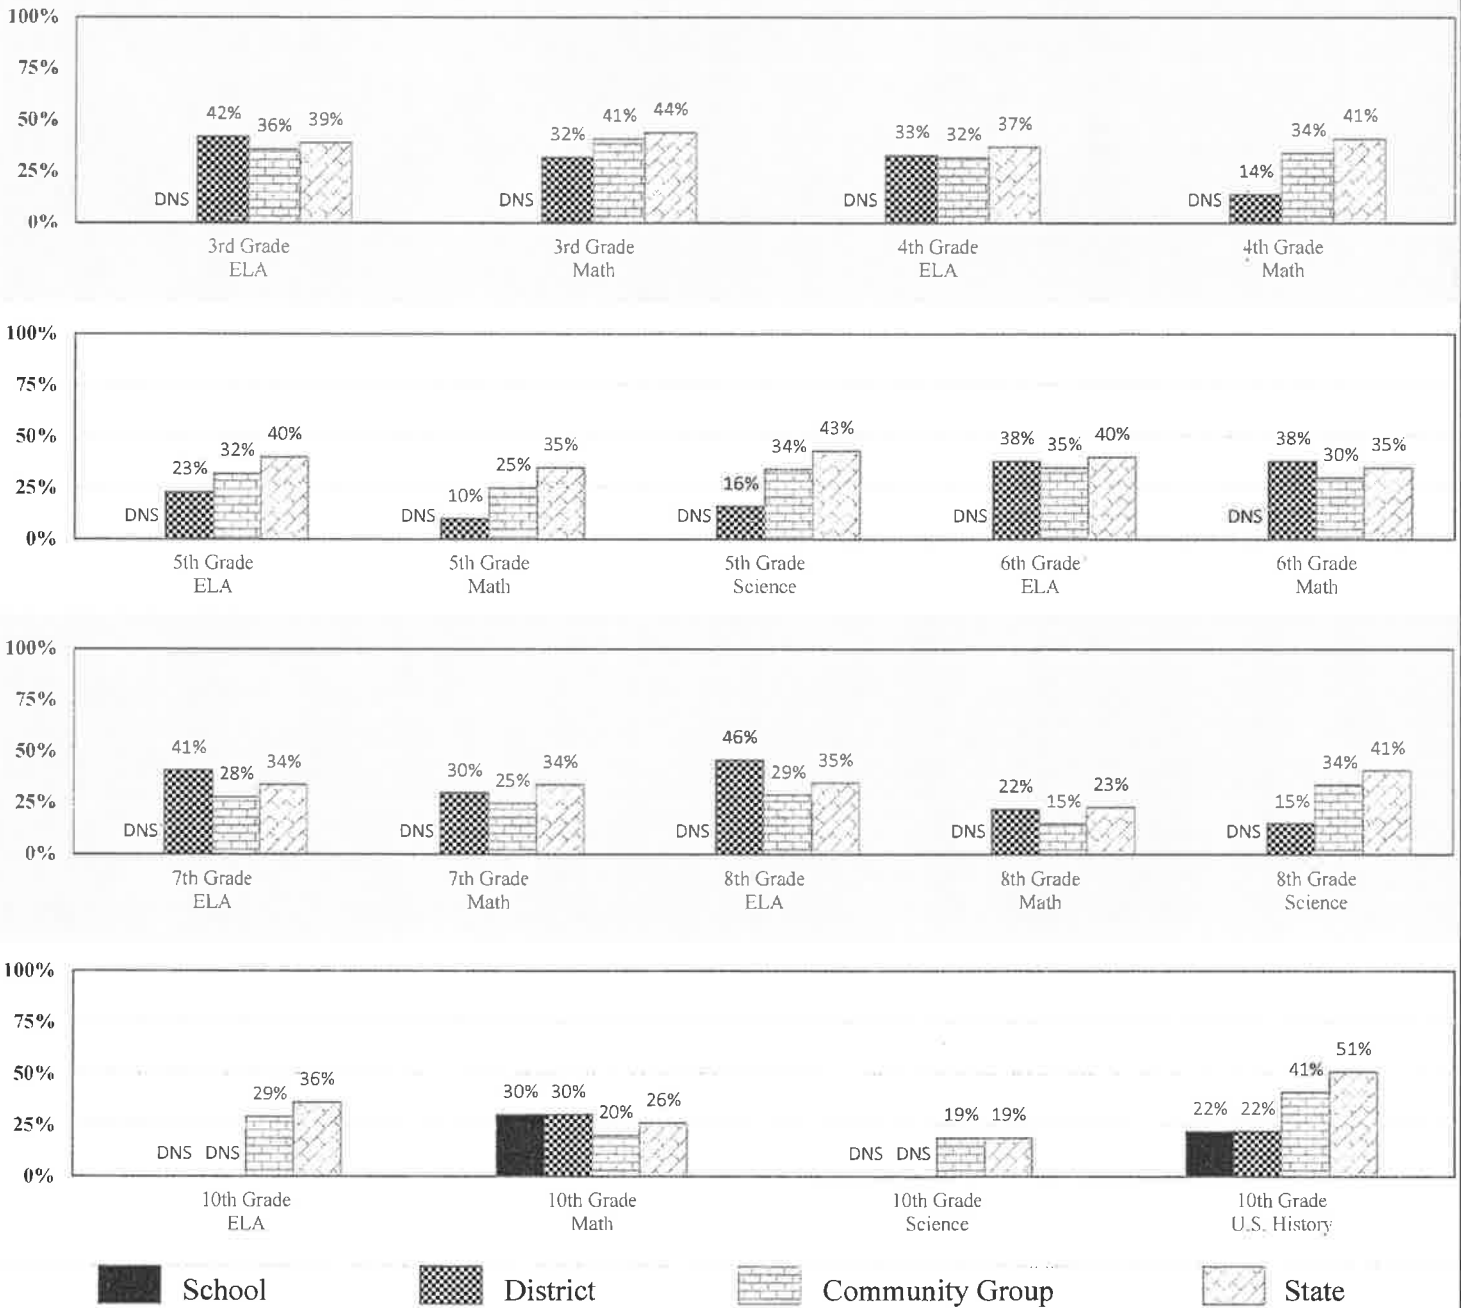 100%
75%
50%
25%
0%
DNS 42% 36% 39%
DNS 32% 41% 44%
DNS 33% 32% 37%
DNS 14% 34% 41%
3rd Grade
ELA
3rd Grade
Math
4th Grade
ELA
4th Grade
Math
100%
75%
50%
25%
0%
DNS 23% 32% 40%
DNS 10% 25% 35%
DNS 16% 34% 43%
DNS 38% 35% 40%
DNS 38% 30% 35%
5th Grade
ELA
5th Grade
Math
5th Grade
Science
6th Grade
ELA
6th Grade
Math
100%
75%
50%
25%
0%
DNS 41% 28% 34%
DNS 30% 25% 34%
DNS 46% 29% 35%
DNS 22% 15% 23%
DNS 15% 34% 41%
7th Grade
ELA
7th Grade
Math
8th Grade
ELA
8th Grade
Math
8th Grade
Science
100%
75%
50%
25%
0%
DNS DNS 29% 36%
30% 30% 20% 26%
DNS DNS 19% 19%
22% 22% 41% 51%
10th Grade
ELA
10th Grade
Math
10th Grade
Science
10th Grade
U.S. History
School District Community Group State